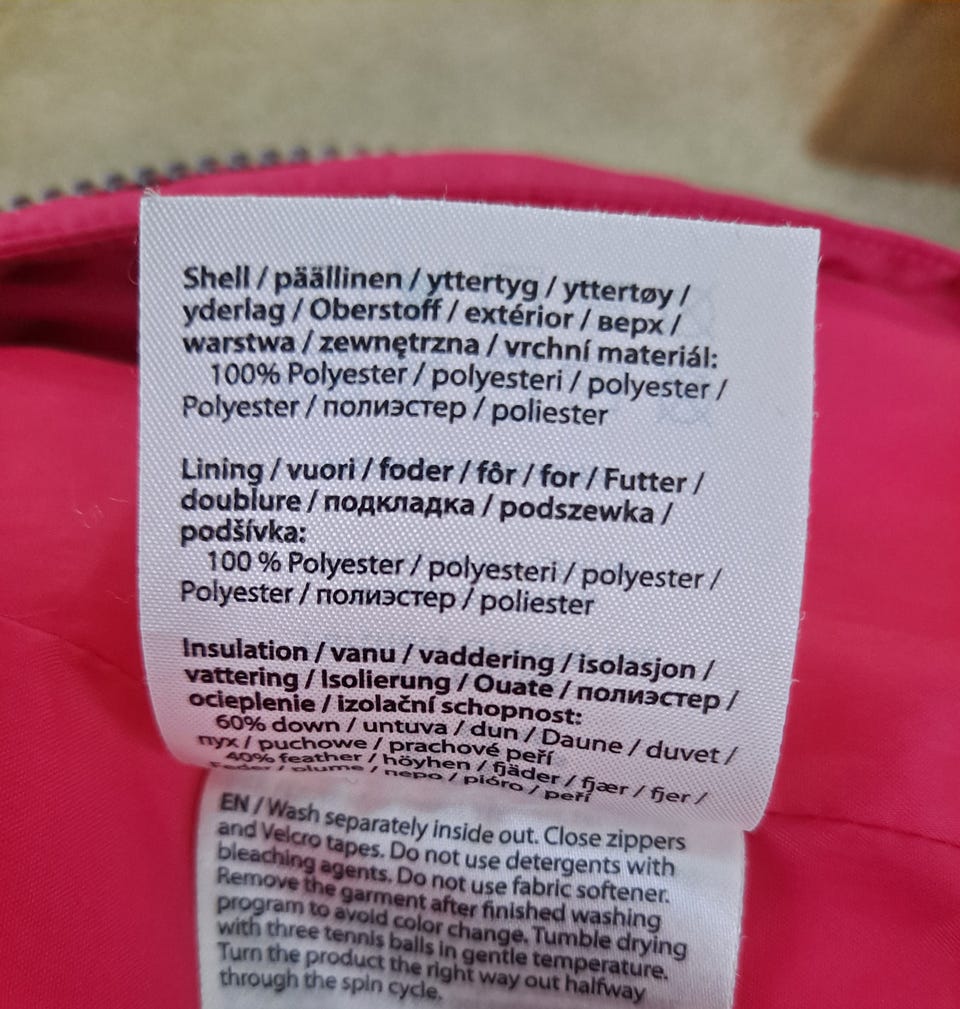 Shell / päällinen / yttertyg / yttertøy /
yderlag / Oberstoff / extérior / верх /
warstwa / zewnętrzna / vrchní materiál:
100% Polyester / polyesteri / polyester /
Polyester / полиэстер / poliester
Lining / vuori / foder / fôr / for / Futter /
doublure / подкладка / podszewka /
podšívka:
100 % Polyester / polyesteri / polyester /
Polyester / полиэстер / poliester
Insulation / vanu / vaddering / isolasjon /
vattering / Isolierung / Ouate / полиэстер /
ocieplenie / izolační schopnost:
60% down / untuva / dun / Daune / duvet /
пух / puchowe / prachové peří
40% feather / höyhen / fjäder / fjær / fjer /
Feder / plume / перо / pióro / peří
EN / Wash separately inside out. Close zippers
and Velcro tapes. Do not use detergents with
bleaching agents. Do not use fabric softener.
Remove the garment after finished washing
program to avoid color change. Tumble drying
with three tennis balls in gentle temperature.
Turn the product the right way out halfway
through the spin cycle.